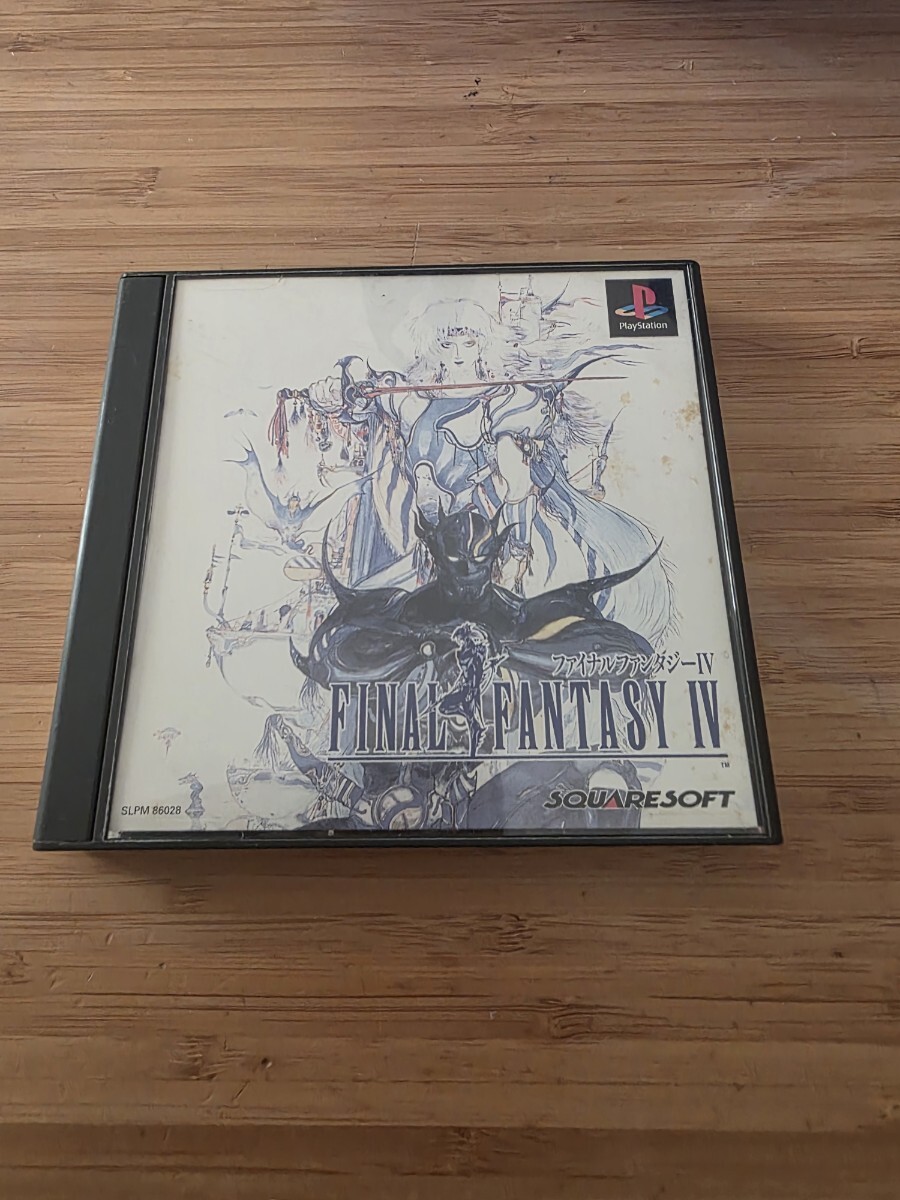 PlayStation
ファイナルファンタジーIV
FINAL FANTASY IV
TM
SQUARESOFT
SLPM 86028